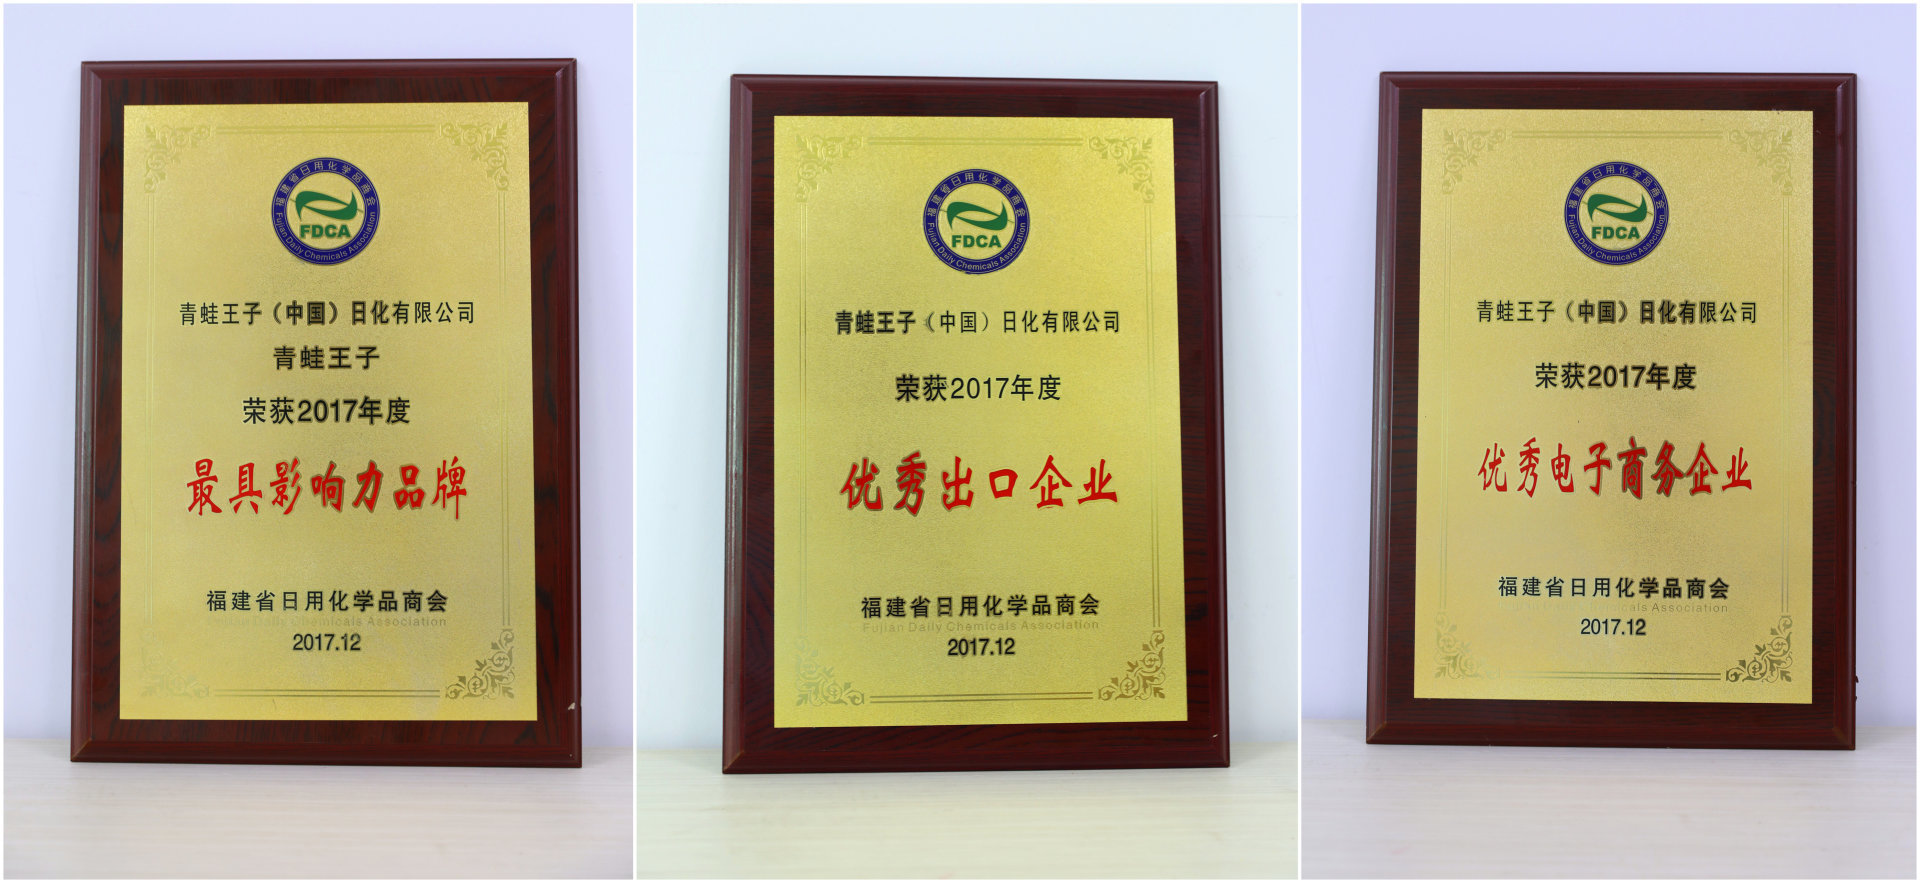 福建省日用化学品商会
FDCA
Fujian Daily Chemicals Association
青蛙王子（中国）日化有限公司
青蛙王子
荣获2017年度
最具影响力品牌
福建省日用化学品商会
Fujian Daily Chemicals Association
2017.12
福建省日用化学品商会
FDCA
Fujian Daily Chemicals Association
青蛙王子（中国）日化有限公司
荣获2017年度
优秀出口企业
福建省日用化学品商会
Fujian Daily Chemicals Association
2017.12
福建省日用化学品商会
FDCA
Fujian Daily Chemicals Association
青蛙王子（中国）日化有限公司
荣获2017年度
优秀电子商务企业
福建省日用化学品商会
Fujian Daily Chemicals Association
2017.12